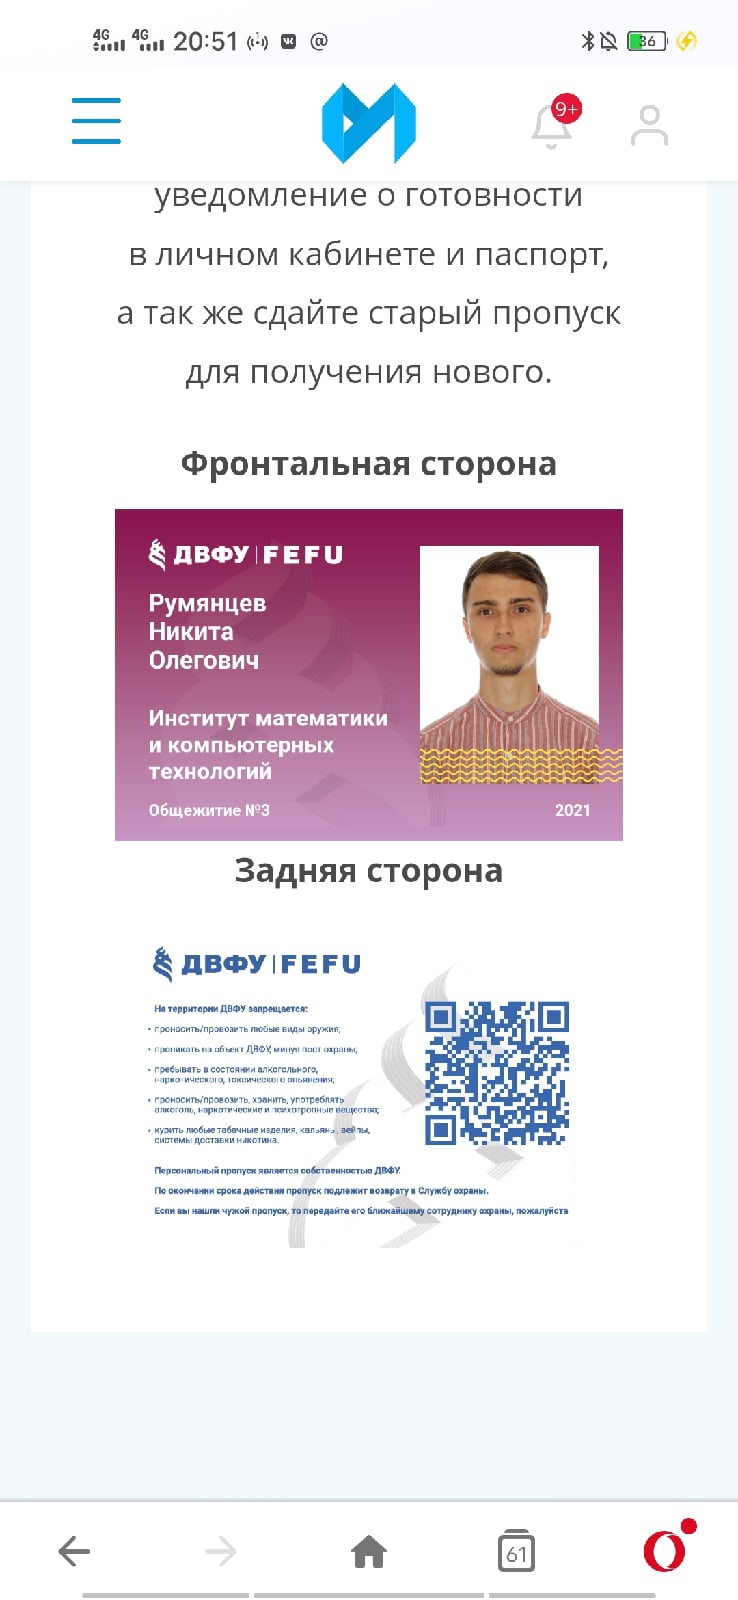 4G 4G 20:51 @ 36
9+
уведомление о готовности
в личном кабинете и паспорт,
а так же сдайте старый пропуск
для получения нового.
Фронтальная сторона
ДВФУ FEFU
Румянцев
Никита
Олегович
Институт математики
и компьютерных
технологий
Общежитие №3 2021
Задняя сторона
ДВФУ FEFU
На территории ДВФУ запрещается:
• проносить/провозить любые виды оружия;
• проникать на объект ДВФУ, минуя пост охраны;
• пребывать в состоянии алкогольного,
наркотического, токсического опьянения;
• проносить/провозить, хранить, употреблять
алкоголь, наркотические и психотропные вещества;
• курить любые табачные изделия, кальяны, вейпы,
системы доставки никотина.
Персональный пропуск является собственностью ДВФУ.
По окончании срока действия пропуск подлежит возврату в Службу охраны.
Если вы нашли чужой пропуск, то передайте его ближайшему сотруднику охраны, пожалуйста
61